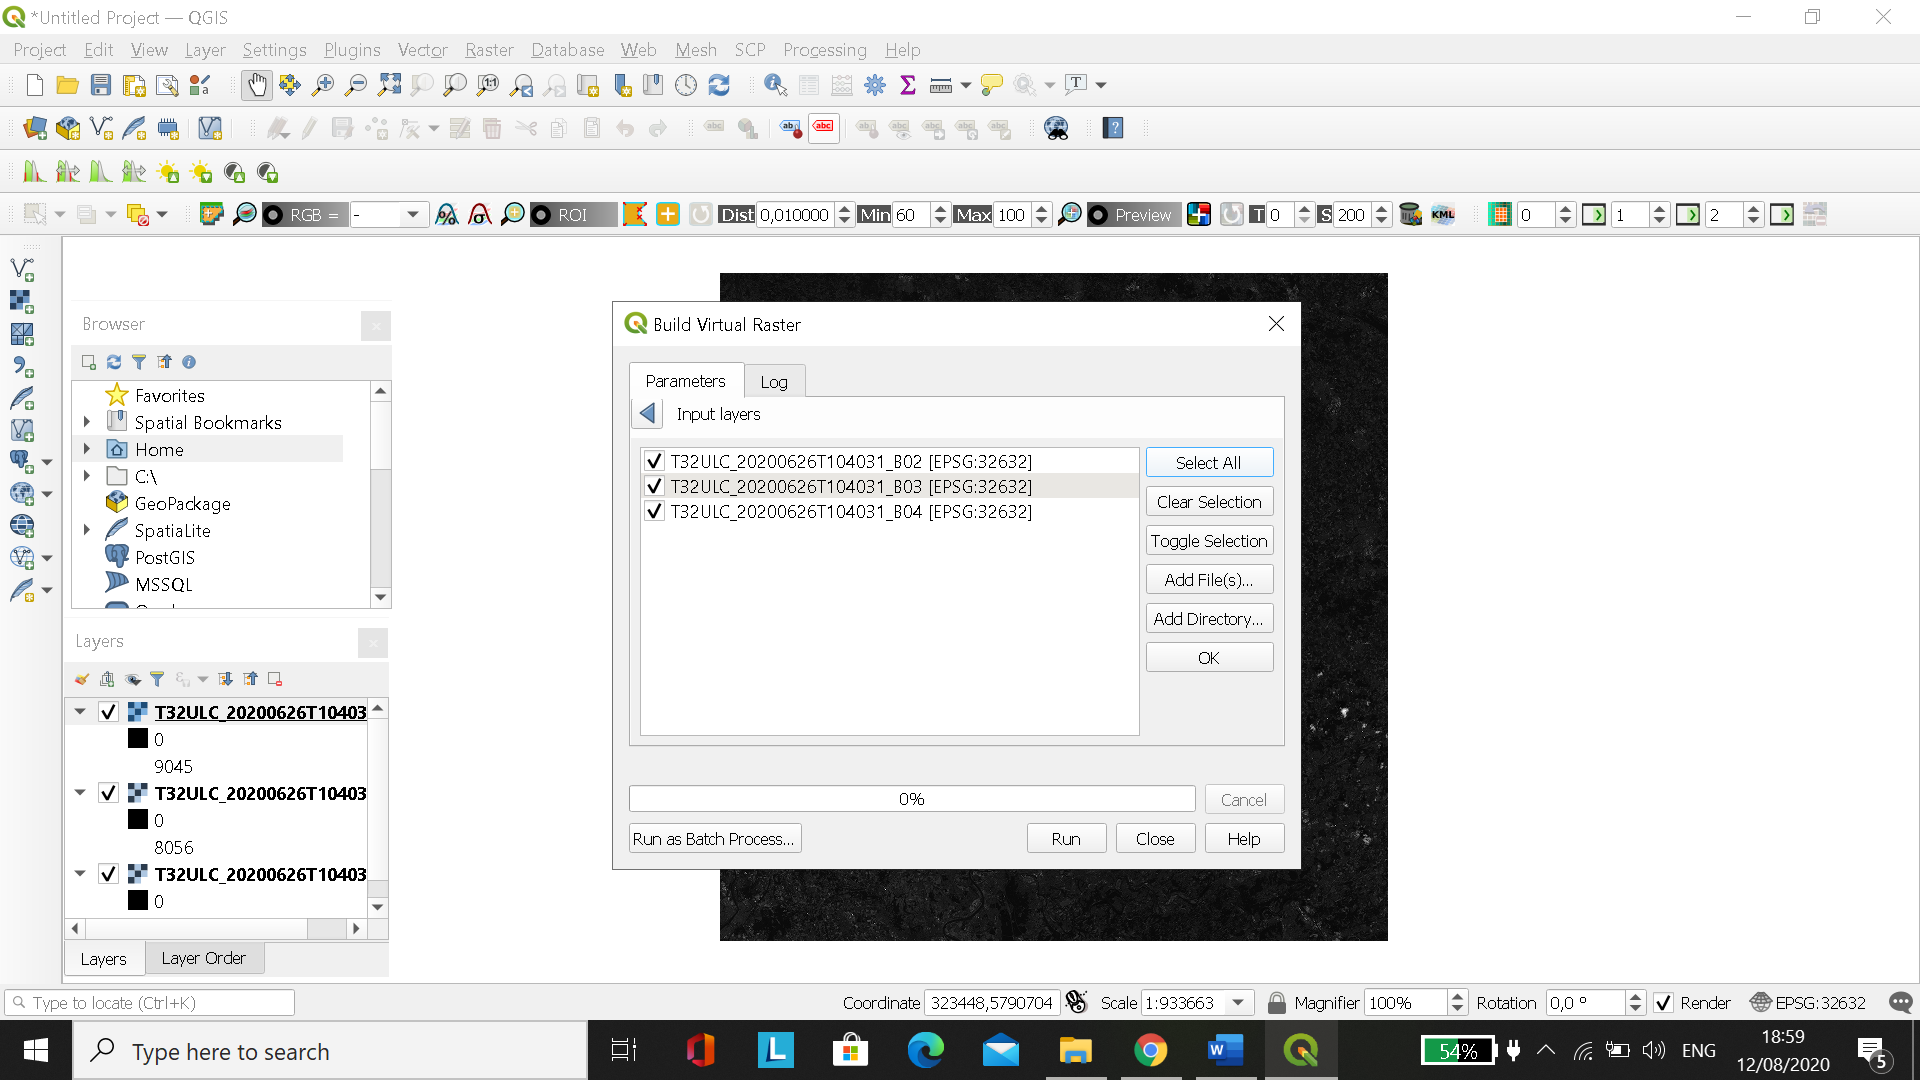 *Untitled Project — QGIS
Project Edit View Layer Settings Plugins Vector Raster Database Web Mesh SCP Processing Help
RGB = - ROI Dist 0,010000 Min 60 Max 100 Preview T 0 S 200 KML 0 1 2
Browser
Favorites
Spatial Bookmarks
Home
C:\
GeoPackage
SpatiaLite
PostGIS
MSSQL
Layers
T32ULC_20200626T10403
0
9045
T32ULC_20200626T10403
0
8056
T32ULC_20200626T10403
0
Layers Layer Order
Build Virtual Raster
Parameters Log
Input layers
T32ULC_20200626T104031_B02 [EPSG:32632]
T32ULC_20200626T104031_B03 [EPSG:32632]
T32ULC_20200626T104031_B04 [EPSG:32632]
Select All
Clear Selection
Toggle Selection
Add File(s)...
Add Directory...
OK
0%
Cancel
Run as Batch Process... Run Close Help
Type to locate (Ctrl+K) Coordinate 323448,5790704 Scale 1:933663 Magnifier 100% Rotation 0,0 ° Render EPSG:32632
Type here to search
54% ENG
18:59
12/08/2020
5